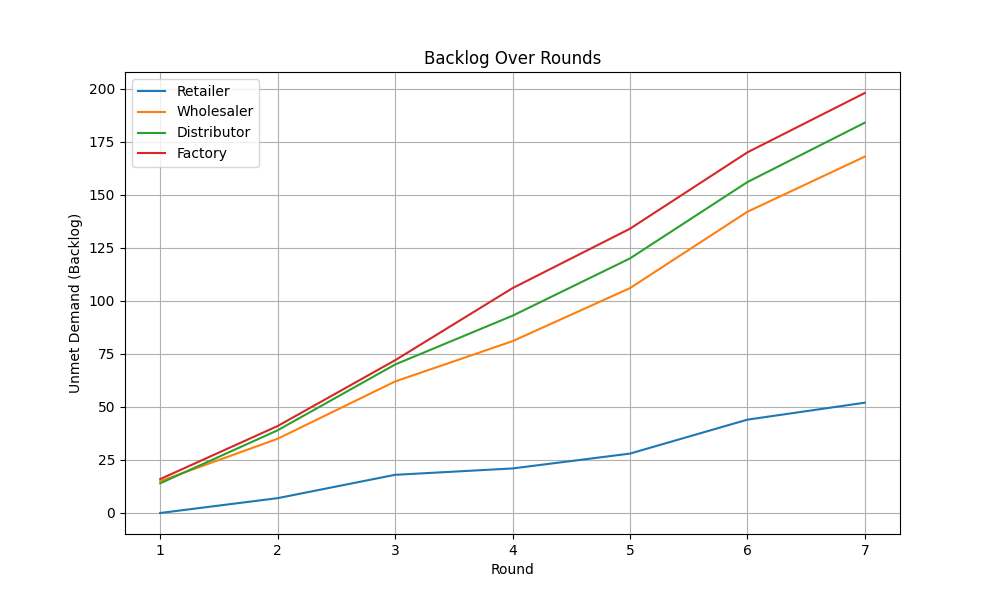 Backlog Over Rounds
Retailer
Wholesaler
Distributor
Factory
Unmet Demand (Backlog)
200
175
150
125
100
75
50
25
0
1 2 3 4 5 6 7
Round